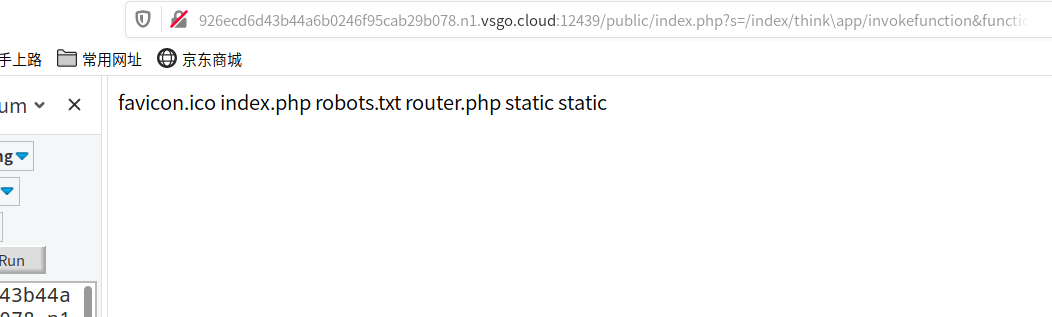 926ecd6d43b44a6b0246f95cab29b078.n1.vsgo.cloud:12439/public/index.php?s=/index/think\app/invokefunction&functi
手上路 常用网址 京东商城
um
favicon.ico index.php robots.txt router.php static static
ng
Run
43b44a
078.n1